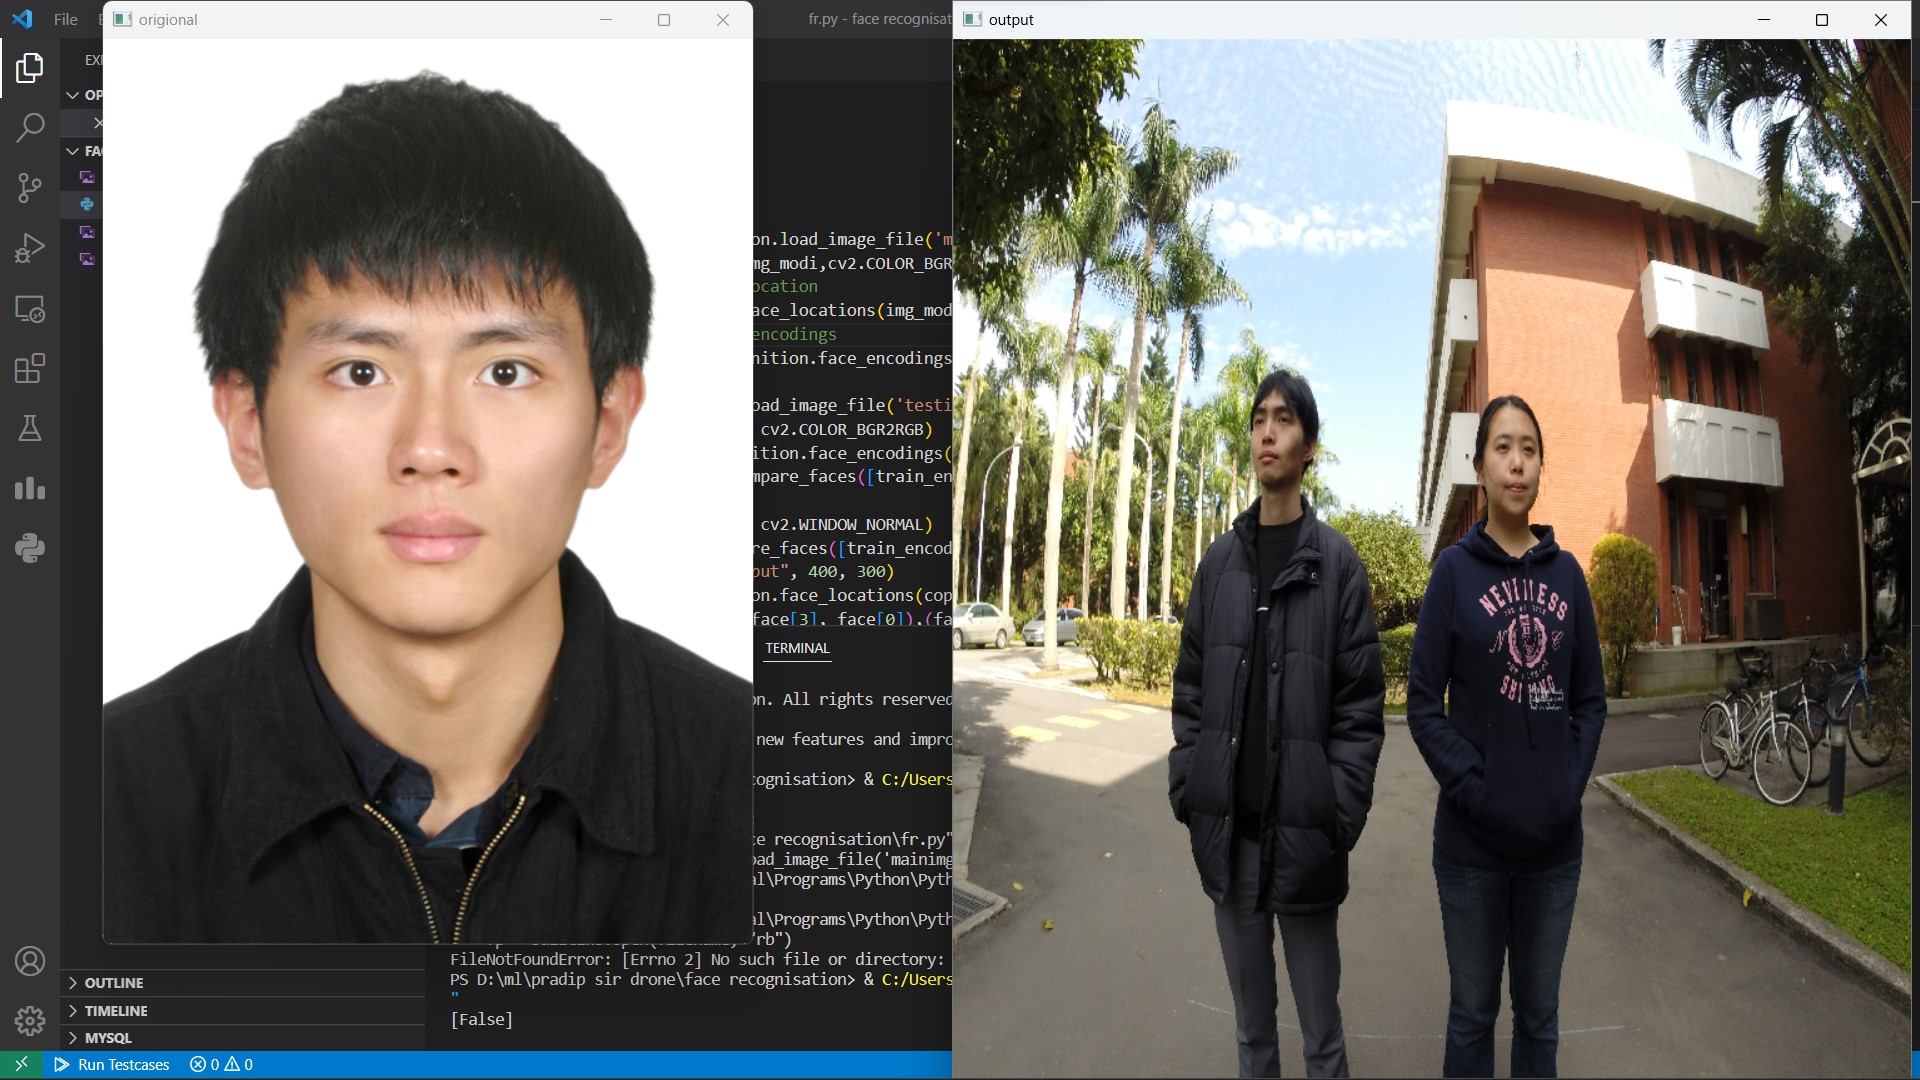 File
origional
fr.py - face recognisat
output
EX
OP
FA
on.load_image_file('m
mg_modi,cv2.COLOR_BGR
ocation
ace_locations(img_mod
encodings
nition.face_encodings
oad_image_file('testi
cv2.COLOR_BGR2RGB)
ition.face_encodings(
mpare_faces([train_en
cv2.WINDOW_NORMAL)
re_faces([train_encod
put", 400, 300)
on.face_locations(cop
face[3], face[0]),(fa
TERMINAL
on. All rights reserved
new features and impro
ognisation> & C:/Users
ce recognisation\fr.py"
oad_image_file('mainimg
al\Programs\Python\Pyth
al\Programs\Python\Pyth
"rb")
FileNotFoundError: [Errno 2] No such file or directory:
PS D:\ml\pradip sir drone\face recognisation> & C:/Users
"
[False]
OUTLINE
TIMELINE
MYSQL
Run Testcases
0
0